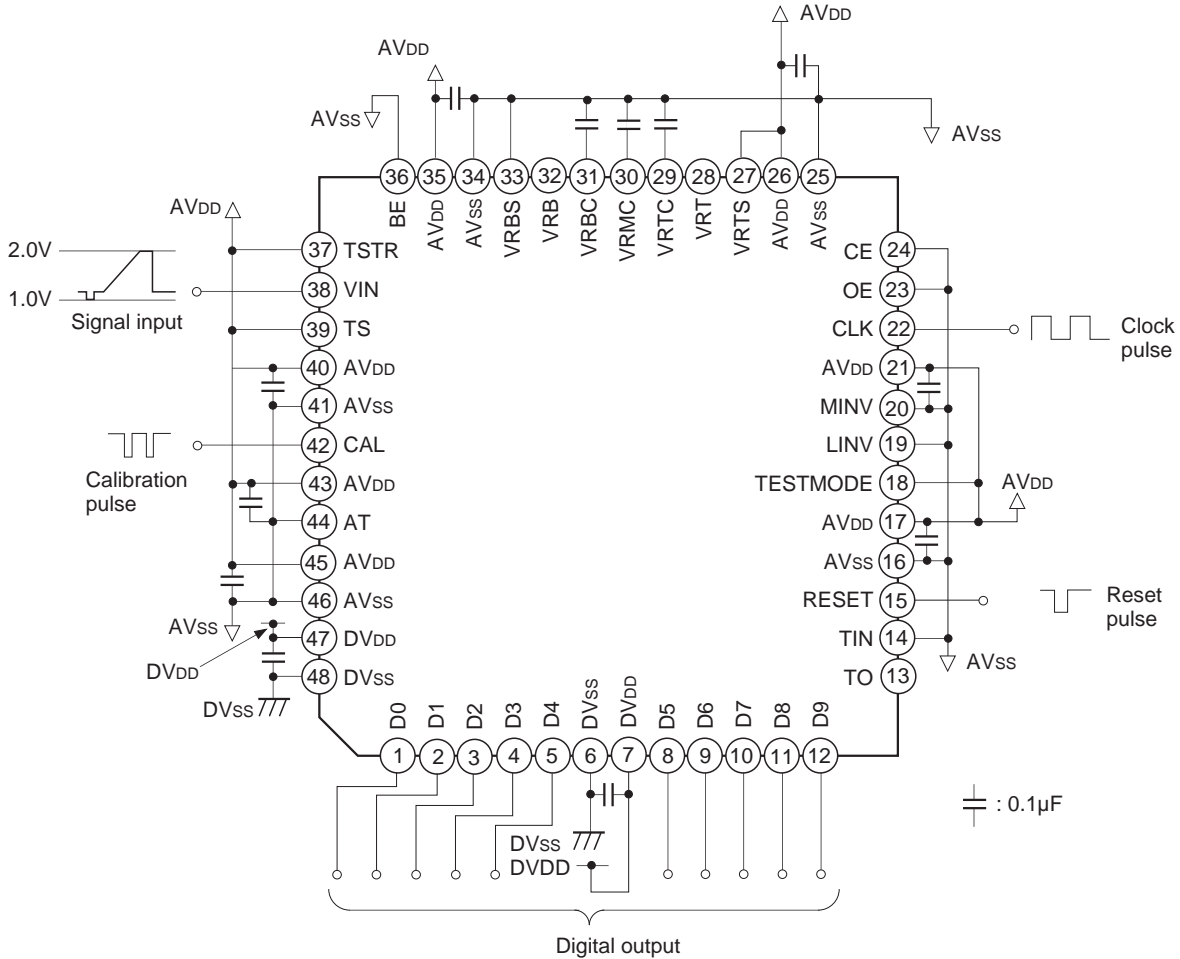 AVDD
AVDD
AVSS
AVSS
36
35
34
33
32
31
30
29
28
27
26
25
BE
AVDD
AVSS
VRBS
VRB
VRBC
VRMC
VRTC
VRT
VRTS
AVDD
AVSS
AVDD
2.0V
1.0V
Signal input
37 TSTR
38 VIN
39 TS
40 AVDD
41 AVSS
42 CAL
Calibration
pulse
43 AVDD
44 AT
45 AVDD
46 AVSS
AVSS
47 DVDD
DVDD
48 DVSS
DVSS
CE 24
OE 23
CLK 22
Clock
pulse
AVDD 21
MINV 20
LINV 19
TESTMODE 18
AVDD
AVDD 17
AVSS 16
RESET 15
Reset
pulse
TIN 14
AVSS
TO 13
D0
D1
D2
D3
D4
DVSS
DVDD
D5
D6
D7
D8
D9
1
2
3
4
5
6
7
8
9
10
11
12
DVSS
DVDD
: 0.1µF
Digital output